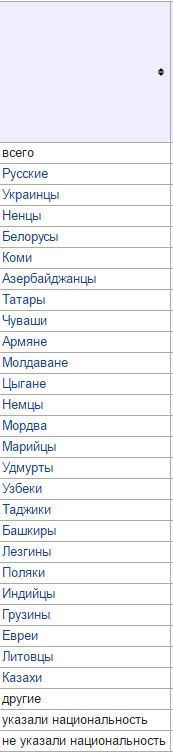 всего
Русские
Украинцы
Ненцы
Белорусы
Коми
Азербайджанцы
Татары
Чуваши
Армяне
Молдаване
Цыгане
Немцы
Мордва
Марийцы
Удмурты
Узбеки
Таджики
Башкиры
Лезгины
Поляки
Индийцы
Грузины
Евреи
Литовцы
Казахи
другие
указали национальность
не указали национальность